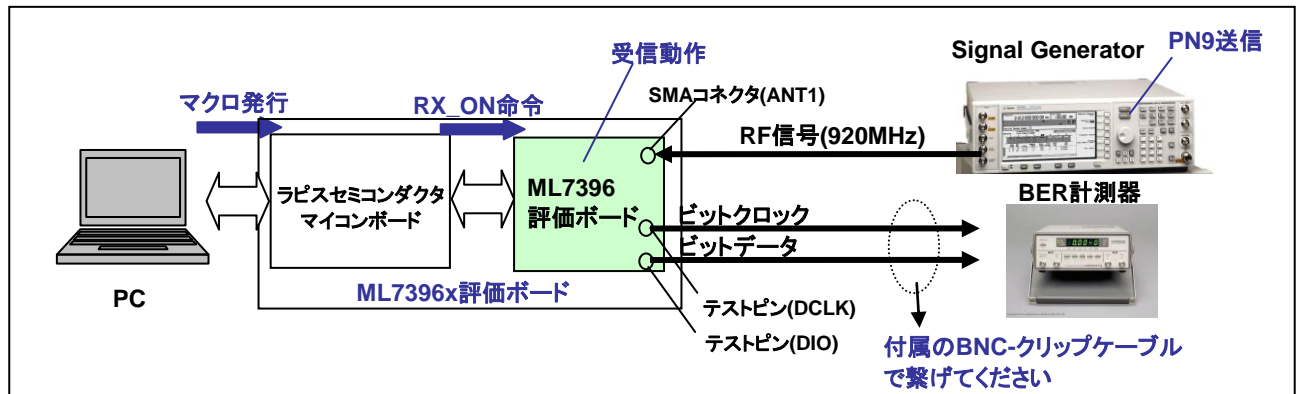 受信動作
Signal Generator
PN9送信
マクロ発行
RX_ON命令
SMAコネクタ(ANT1)
RF信号(920MHz)
ラピスセミコンダクタ
マイコンボード
ML7396
評価ボード
BER計測器
ビットクロック
ビットデータ
PC
ML7396x評価ボード
テストピン(DCLK)
テストピン(DIO)
付属のBNC-クリップケーブル
で繋げてください